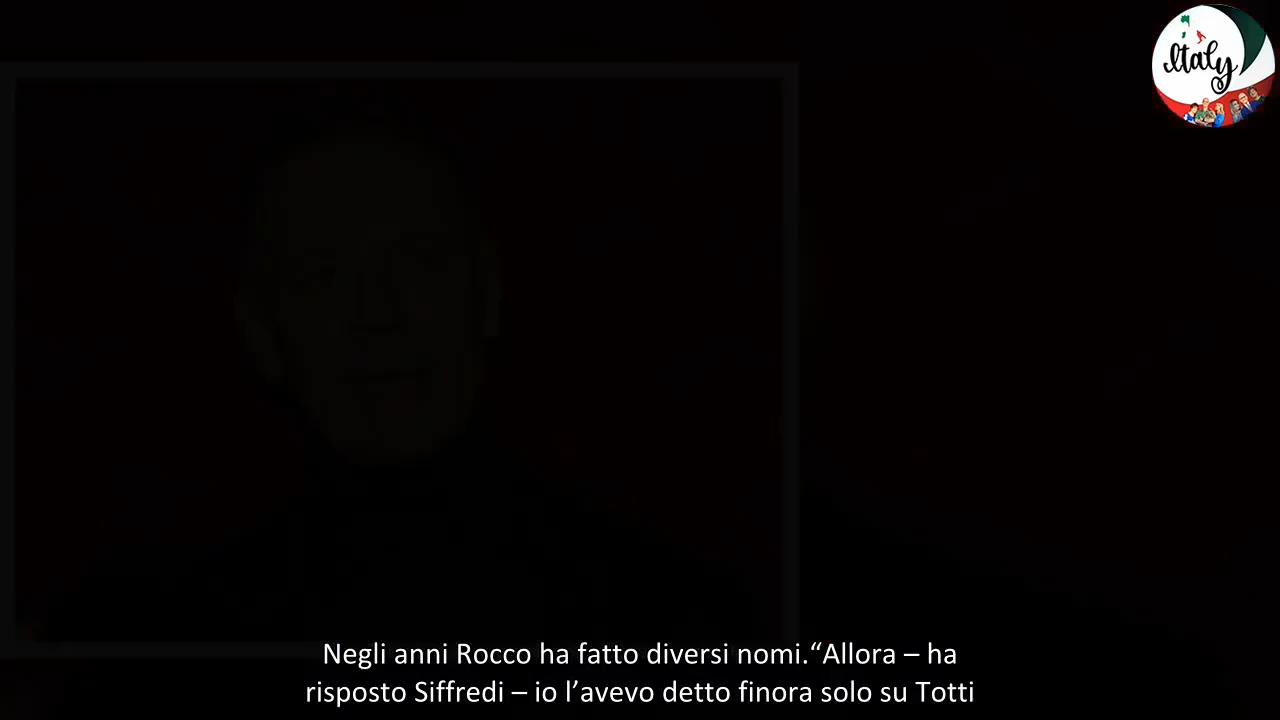 Italy
Negli anni Rocco ha fatto diversi nomi.“Allora – ha
risposto Siffredi – io l’avevo detto finora solo su Totti